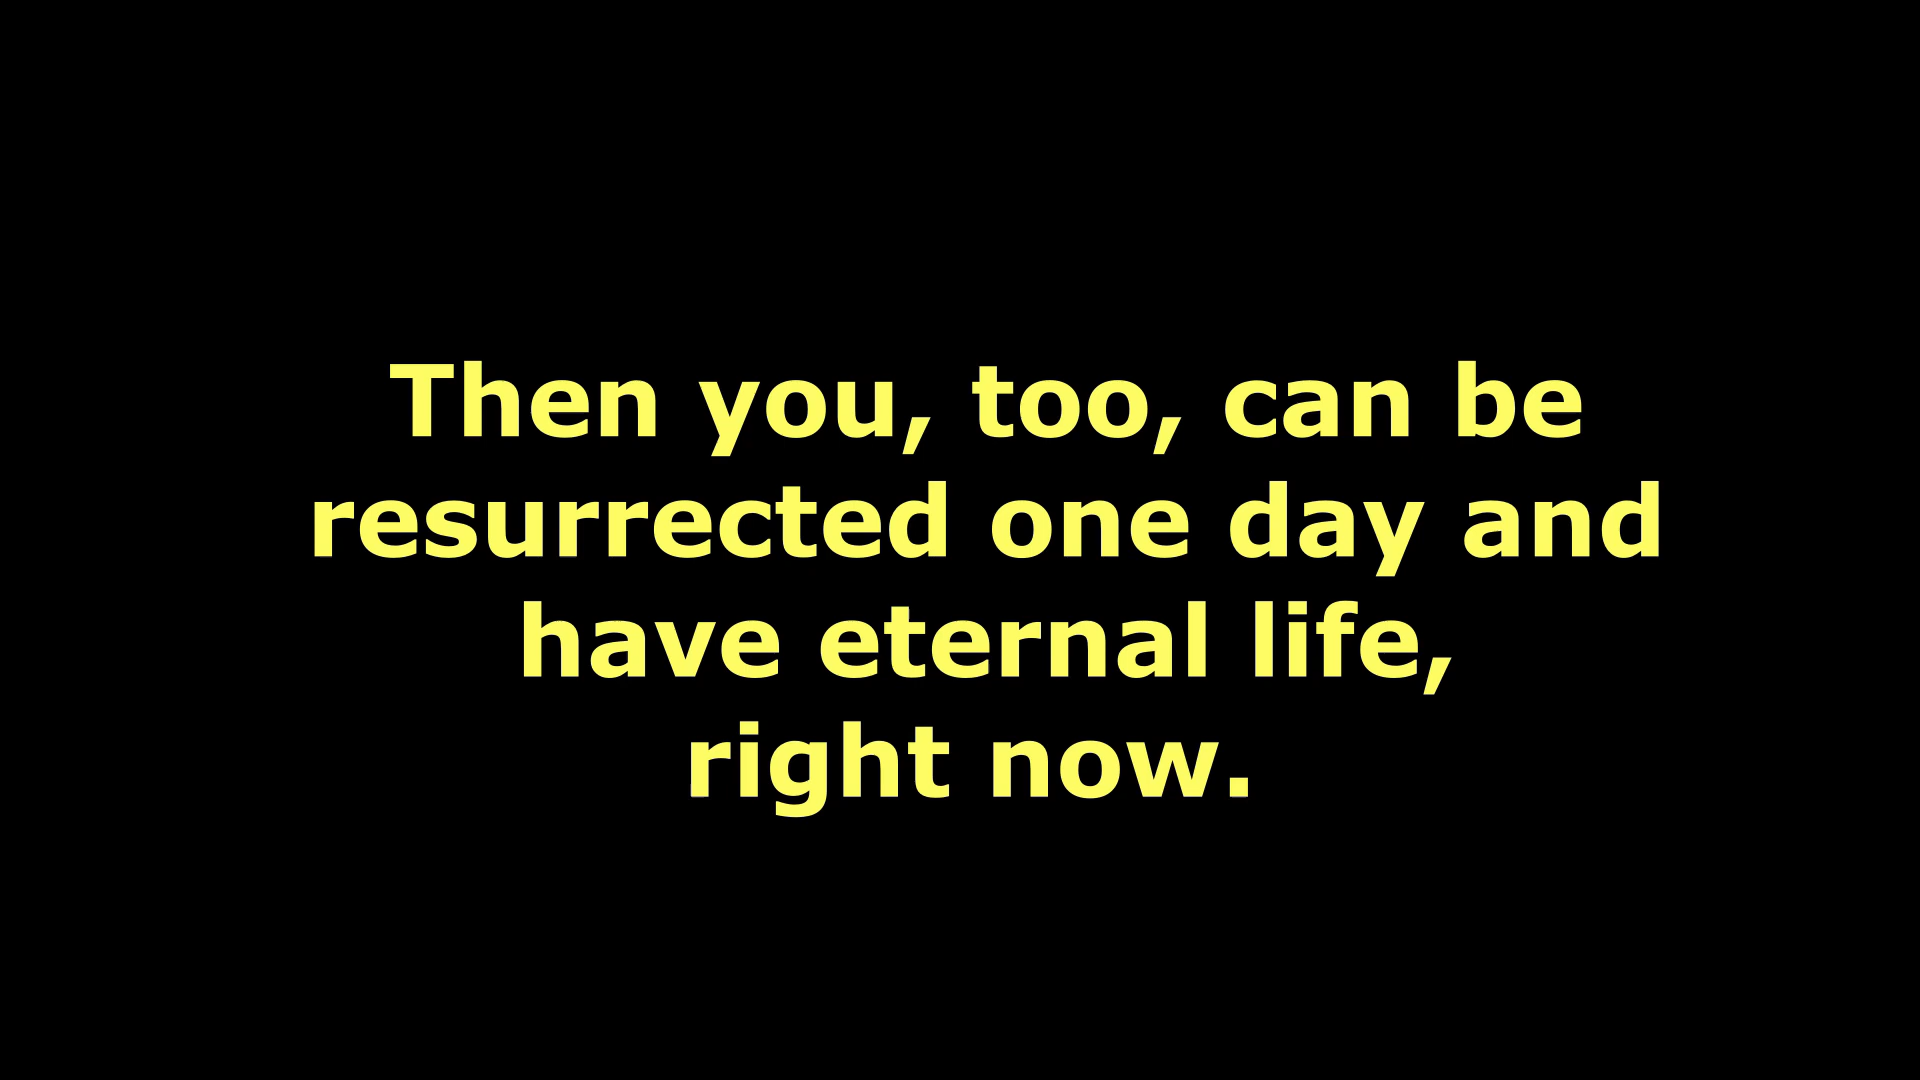 Then you, too, can be
resurrected one day and
have eternal life,
right now.